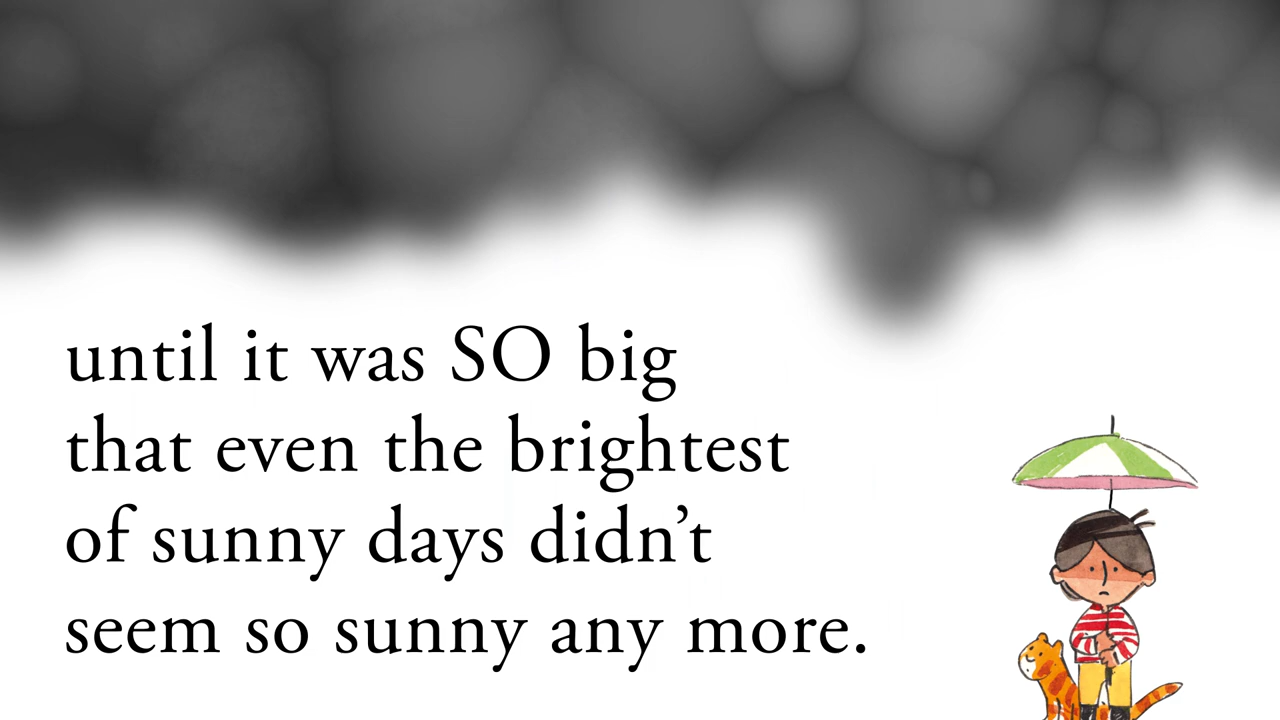 until it was SO big
that even the brightest
of sunny days didn’t
seem so sunny any more.